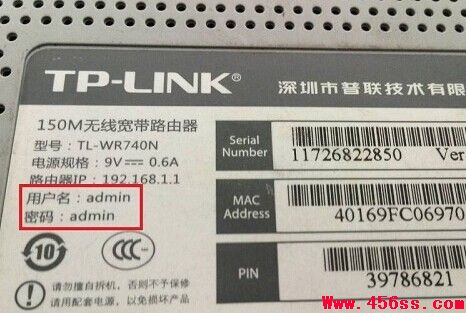 TP-LINK®
深圳市普联技术有限
150M无线宽带路由器
型号：TL-WR740N
电源规格：9V⎓0.6A
路由器IP：192.168.1.1
用户名：admin
密码：admin
Serial Number
11726822850 Ver
MAC Address
40169FC06970
PIN
39786821
10
CCC
请勿擅自拆机，否则不予保修
请用配套电源，以免损坏产品
www.456ss.com